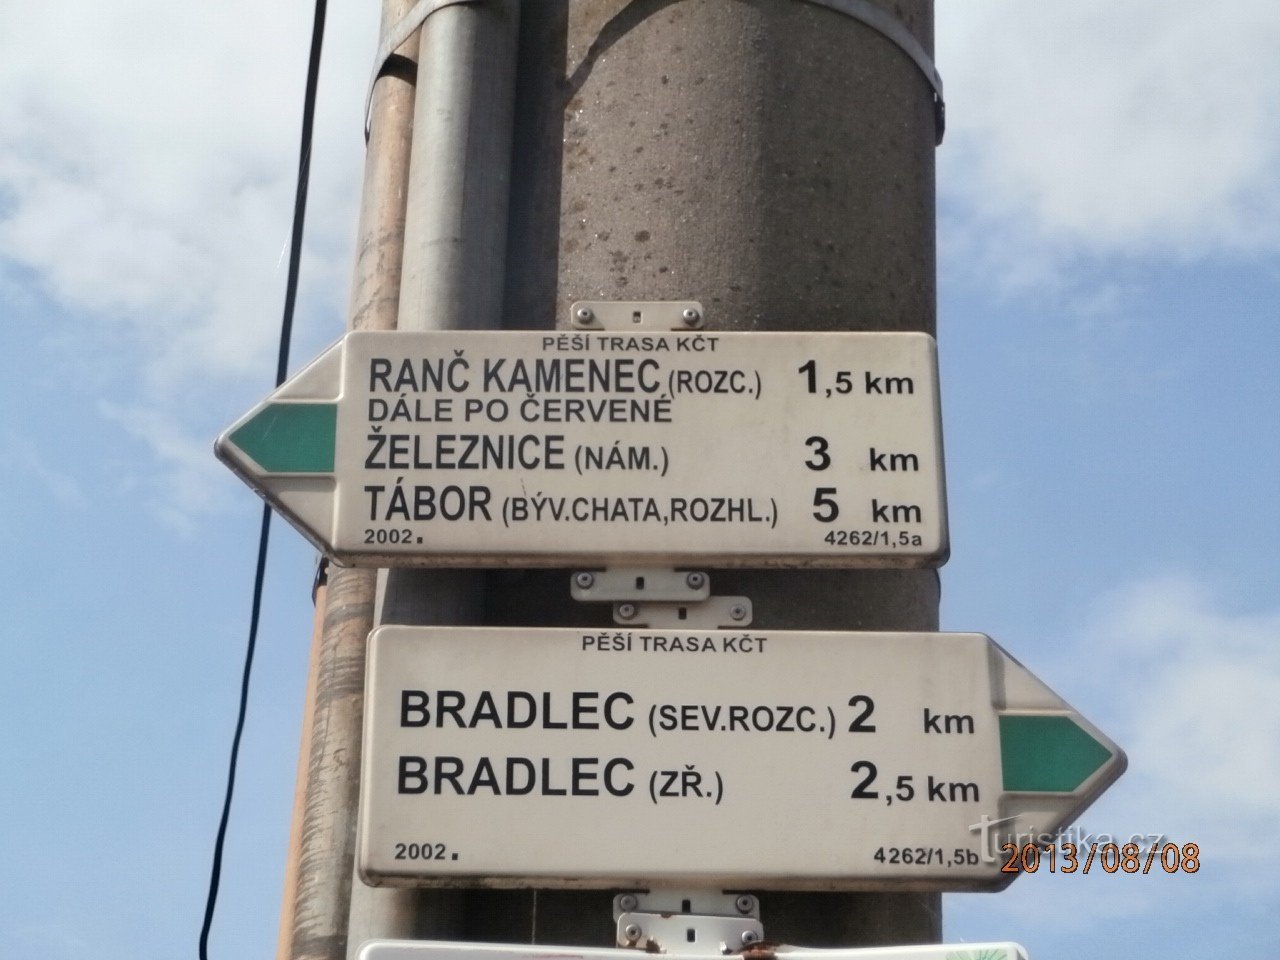 PĚŠÍ TRASA KČT
RANČ KAMENEC (ROZC.) 1,5 km
DÁLE PO ČERVENÉ
ŽELEZNICE (NÁM.) 3 km
TÁBOR (BÝV.CHATA,ROZHL.) 5 km
2002. 4262/1,5a
PĚŠÍ TRASA KČT
BRADLEC (SEV.ROZC.) 2 km
BRADLEC (ZŘ.) 2,5 km
2002. 4262/1,5b
Turistika.cz
2013/08/08